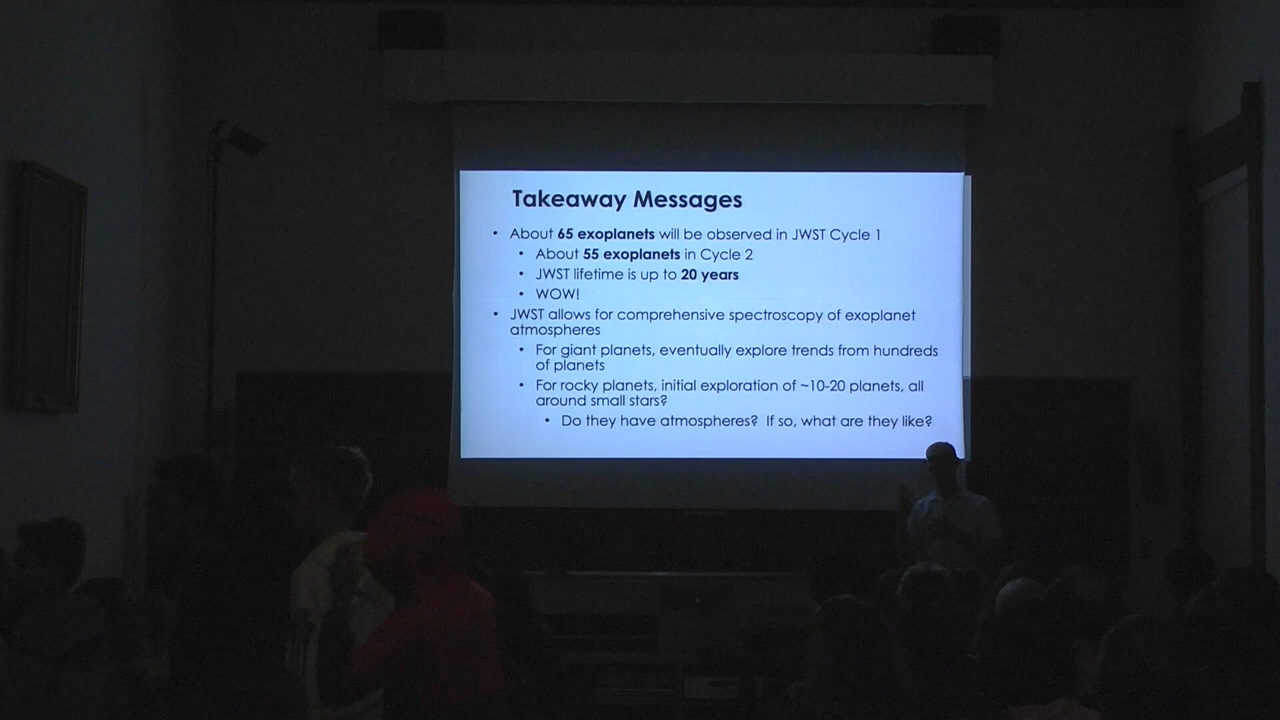 Takeaway Messages
• About 65 exoplanets will be observed in JWST Cycle 1
• About 55 exoplanets in Cycle 2
• JWST lifetime is up to 20 years
• WOW!
• JWST allows for comprehensive spectroscopy of exoplanet
atmospheres
• For giant planets, eventually explore trends from hundreds
of planets
• For rocky planets, initial exploration of ~10-20 planets, all
around small stars?
• Do they have atmospheres? If so, what are they like?